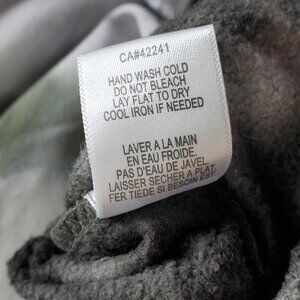 CA#42241
HAND WASH COLD
DO NOT BLEACH
LAY FLAT TO DRY
COOL IRON IF NEEDED
LAVER A LA MAIN
EN EAU FROIDE.
PAS D'EAU DE JAVEL.
LAISSER SECHER A PLAT
FER TIEDE SI BESOIN EST